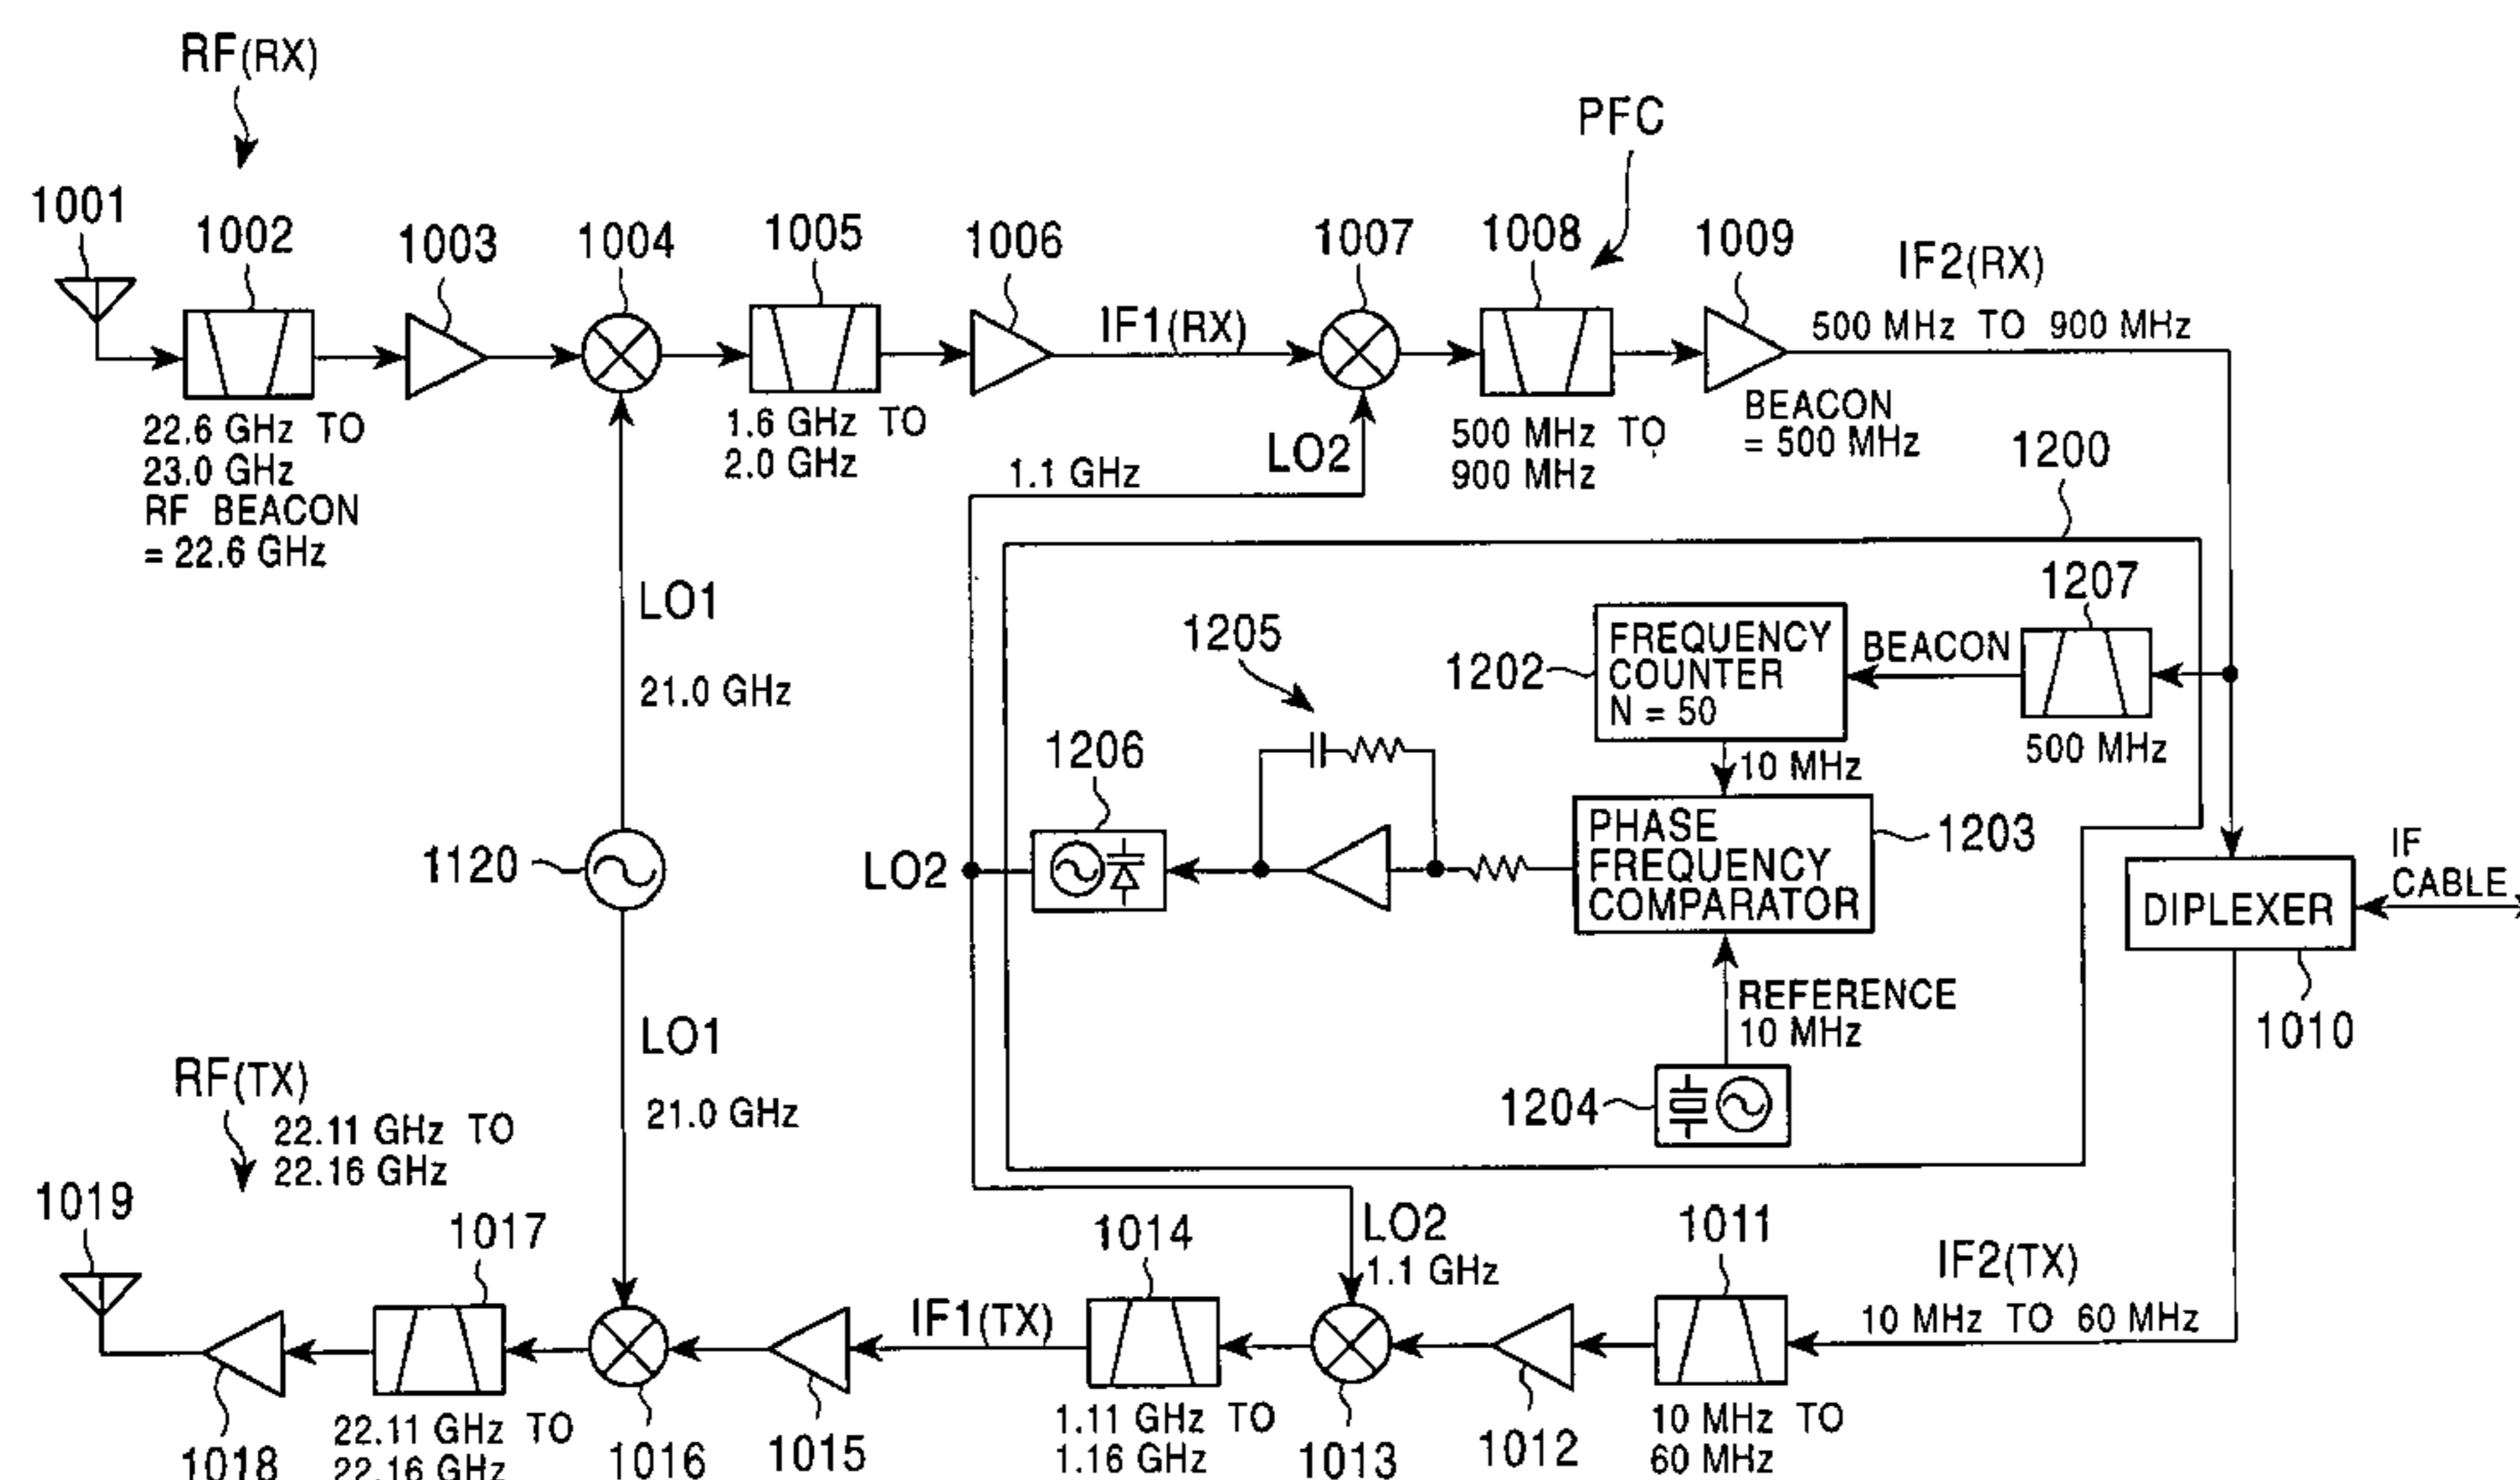 RF(RX)
PFC
1001
1002
1003
1004
1005
1006
1007
1008
1009
IF2(RX)
IF1(RX)
500 MHz TO 900 MHz
22.6 GHz TO
23.0 GHz
RF BEACON
= 22.6 GHz
1.6 GHz TO
2.0 GHz
1.1 GHz
LO2
500 MHz TO
900 MHz
BEACON
= 500 MHz
1200
LO1
21.0 GHz
1205
1202
FREQUENCY
COUNTER
N = 50
BEACON
1207
500 MHz
10 MHz
1206
1120
LO2
PHASE
FREQUENCY
COMPARATOR
1203
IF
CABLE
DIPLEXER
1010
REFERENCE
10 MHz
1204
LO1
21.0 GHz
RF(TX)
22.11 GHz TO
22.16 GHz
1019
1017
1014
LO2
1.1 GHz
1011
IF2(TX)
10 MHz TO 60 MHz
IF1(TX)
1018
22.11 GHz TO
22.16 GHz
1016
1015
1.11 GHz TO
1.16 GHz
1013
1012
10 MHz TO
60 MHz